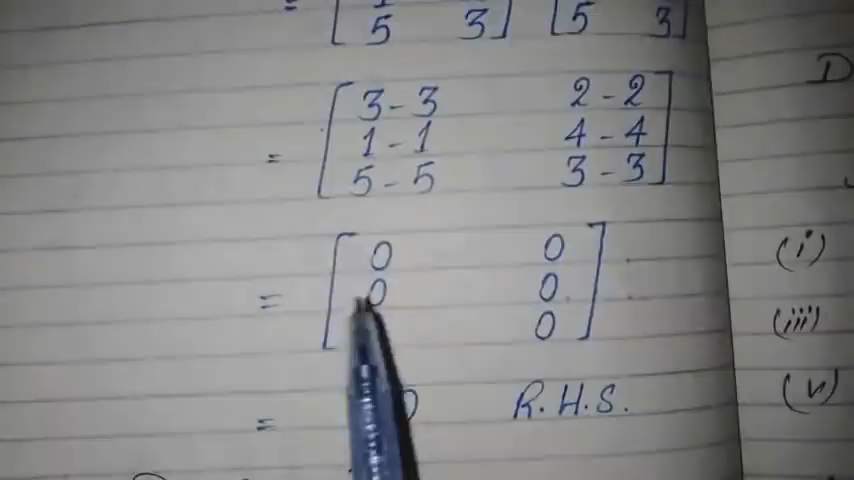 = 5 3] [5 3]
= [3 - 3 2 - 2
1 - 1 4 - 4
5 - 5 3 - 3]
= [0 0
0 0
0]
= 0 R.H.S.
D
(i)
(iii)
(v)